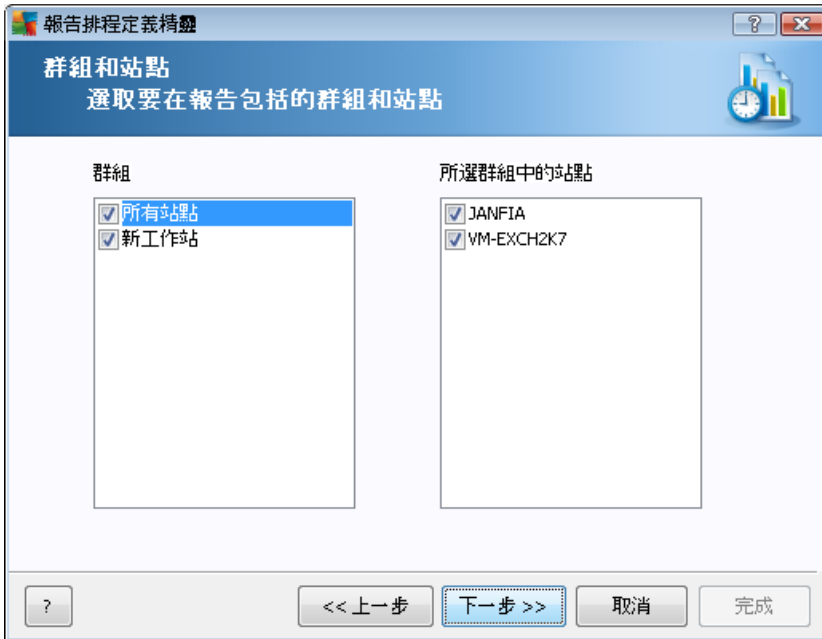 報告排程定義精靈
群組和站點
選取要在報告包括的群組和站點
群組
所選群組中的站點
所有站點
新工作站
JANFIA
VM-EXCH2K7
?
<< 上一步
下一步 >>
取消
完成